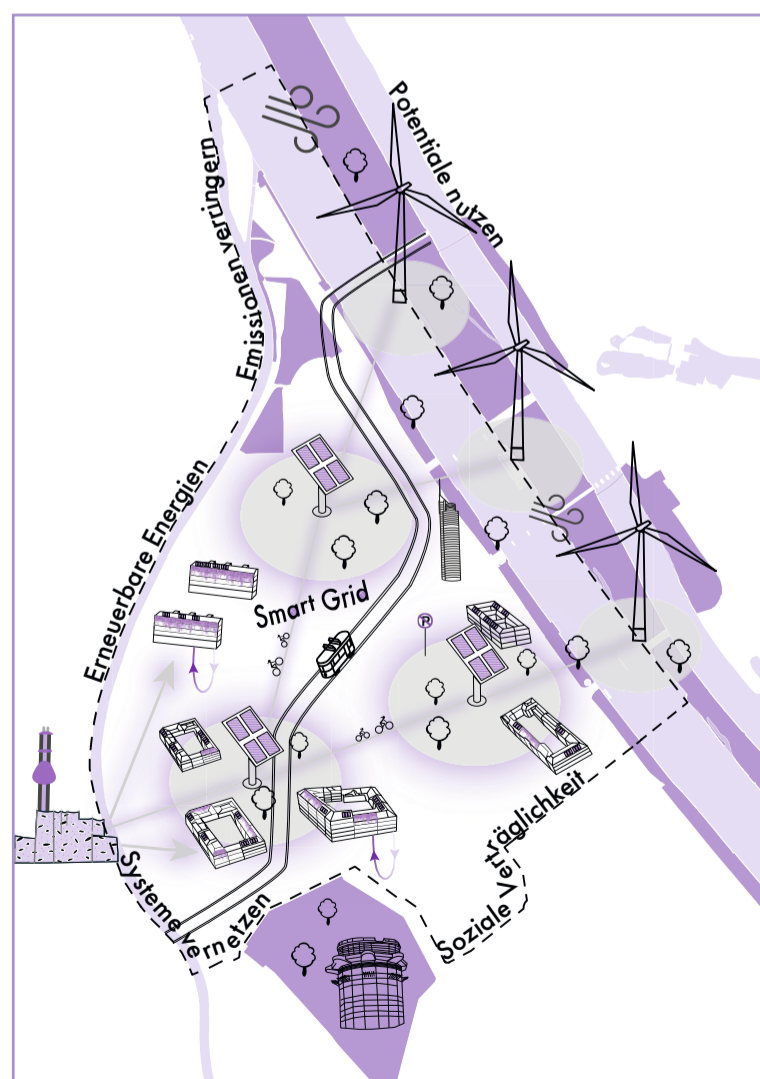 Potentiale nutzen
Emissionen verringern
Erneuerbare Energien
Smart Grid
P
Systeme vernetzen
Soziale Verträglichkeit